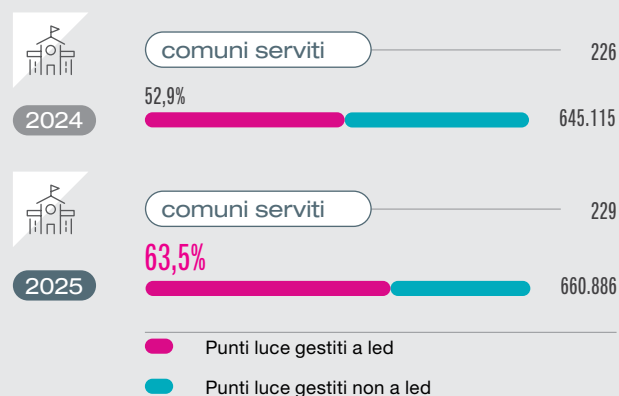 comuni serviti 226
52,9%
2024 645.115
comuni serviti 229
63,5%
2025 660.886
Punti luce gestiti a led
Punti luce gestiti non a led